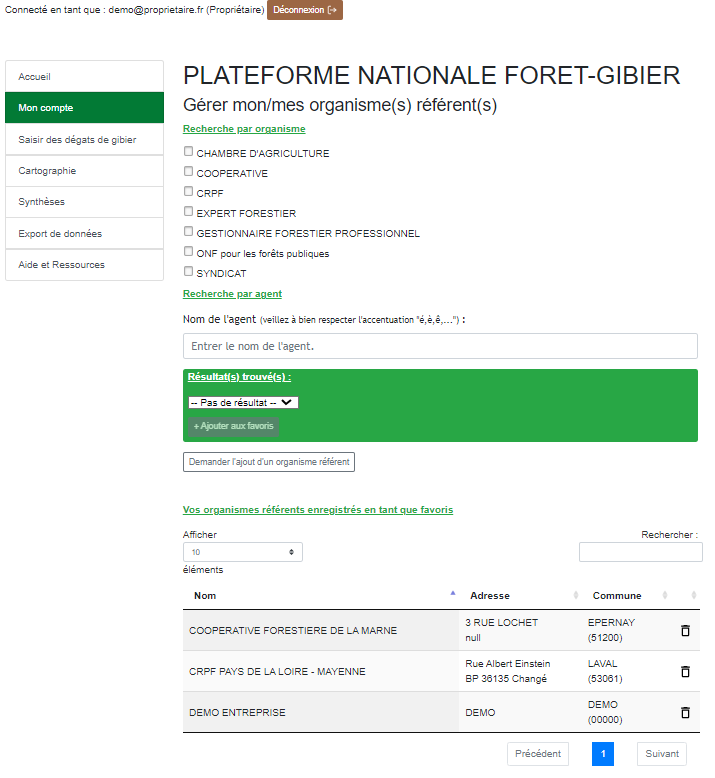 Connecté en tant que : demo@proprietaire.fr (Propriétaire) Déconnexion
Accueil
Mon compte
Saisir des dégats de gibier
Cartographie
Synthèses
Export de données
Aide et Ressources
PLATEFORME NATIONALE FORET-GIBIER
Gérer mon/mes organisme(s) référent(s)
Recherche par organisme
CHAMBRE D'AGRICULTURE
COOPERATIVE
CRPF
EXPERT FORESTIER
GESTIONNAIRE FORESTIER PROFESSIONNEL
ONF pour les forêts publiques
SYNDICAT
Recherche par agent
Nom de l'agent (veillez à bien respecter l'accentuation "é,è,ê,...") :
Entrer le nom de l'agent.
Résultat(s) trouvé(s) :
-- Pas de résultat --
+ Ajouter aux favoris
Demander l'ajout d'un organisme référent
Vos organismes référents enregistrés en tant que favoris
Afficher
10
éléments
Rechercher :
Nom Adresse Commune
COOPERATIVE FORESTIERE DE LA MARNE 3 RUE LOCHET EPERNAY
null (51200)
CRPF PAYS DE LA LOIRE - MAYENNE Rue Albert Einstein LAVAL
BP 36135 Changé (53061)
DEMO ENTREPRISE DEMO DEMO
(00000)
Précédent 1 Suivant